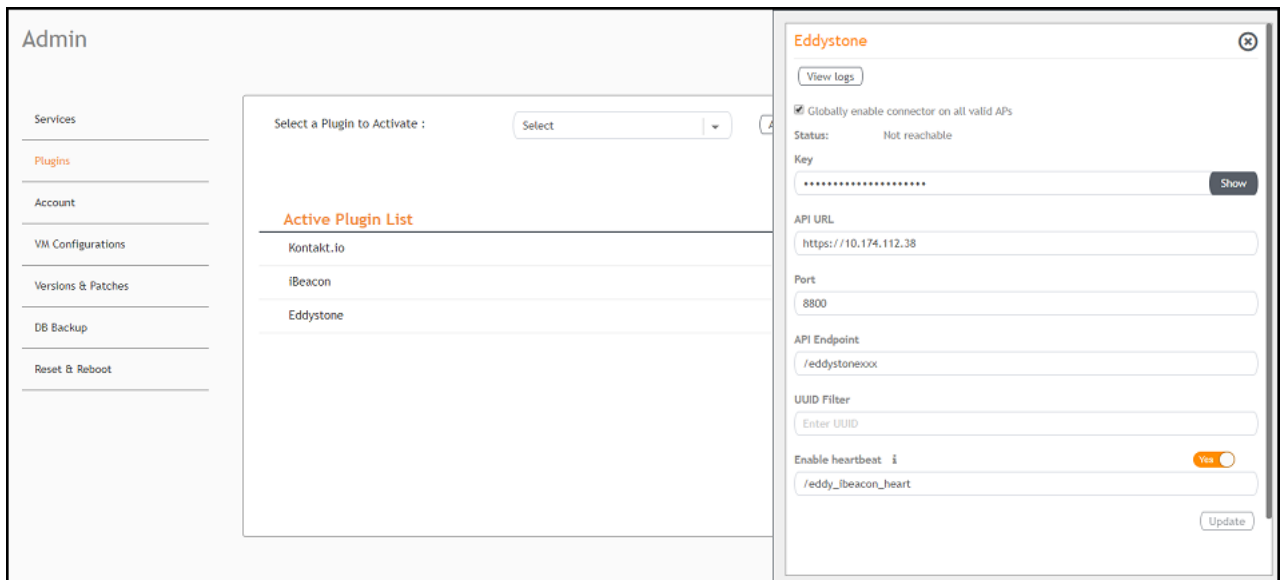 Admin
Services
Plugins
Account
VM Configurations
Versions & Patches
DB Backup
Reset & Reboot
Select a Plugin to Activate :
Select
Active Plugin List
Kontakt.io
iBeacon
Eddystone
Eddystone
View logs
Globally enable connector on all valid APs
Status: Not reachable
Key
•••••••••••••••••••••
Show
API URL
https://10.174.112.38
Port
8800
API Endpoint
/eddystonexxx
UUID Filter
Enter UUID
Enable heartbeat i
Yes
/eddy_ibeacon_heart
Update